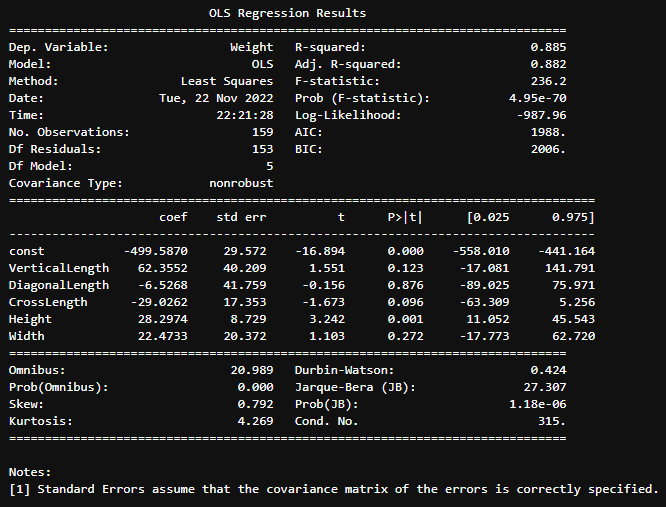 OLS Regression Results
==============================================================================
Dep. Variable:                 Weight   R-squared:                       0.885
Model:                            OLS   Adj. R-squared:                  0.882
Method:                 Least Squares   F-statistic:                     236.2
Date:                Tue, 22 Nov 2022   Prob (F-statistic):           4.95e-70
Time:                        22:21:28   Log-Likelihood:                -987.96
No. Observations:                 159   AIC:                             1988.
Df Residuals:                     153   BIC:                             2006.
Df Model:                           5
Covariance Type:            nonrobust
==================================================================================
                     coef    std err          t      P>|t|      [0.025      0.975]
----------------------------------------------------------------------------------
const           -499.5870     29.572    -16.894      0.000    -558.010    -441.164
VerticalLength    62.3552     40.209      1.551      0.123     -17.081     141.791
DiagonalLength    -6.5268     41.759     -0.156      0.876     -89.025      75.971
CrossLength      -29.0262     17.353     -1.673      0.096     -63.309       5.256
Height            28.2974      8.729      3.242      0.001      11.052      45.543
Width             22.4733     20.372      1.103      0.272     -17.773      62.720
==============================================================================
Omnibus:                       20.989   Durbin-Watson:                   0.424
Prob(Omnibus):                  0.000   Jarque-Bera (JB):               27.307
Skew:                           0.792   Prob(JB):                     1.18e-06
Kurtosis:                       4.269   Cond. No.                         315.
==============================================================================
Notes:
[1] Standard Errors assume that the covariance matrix of the errors is correctly specified.